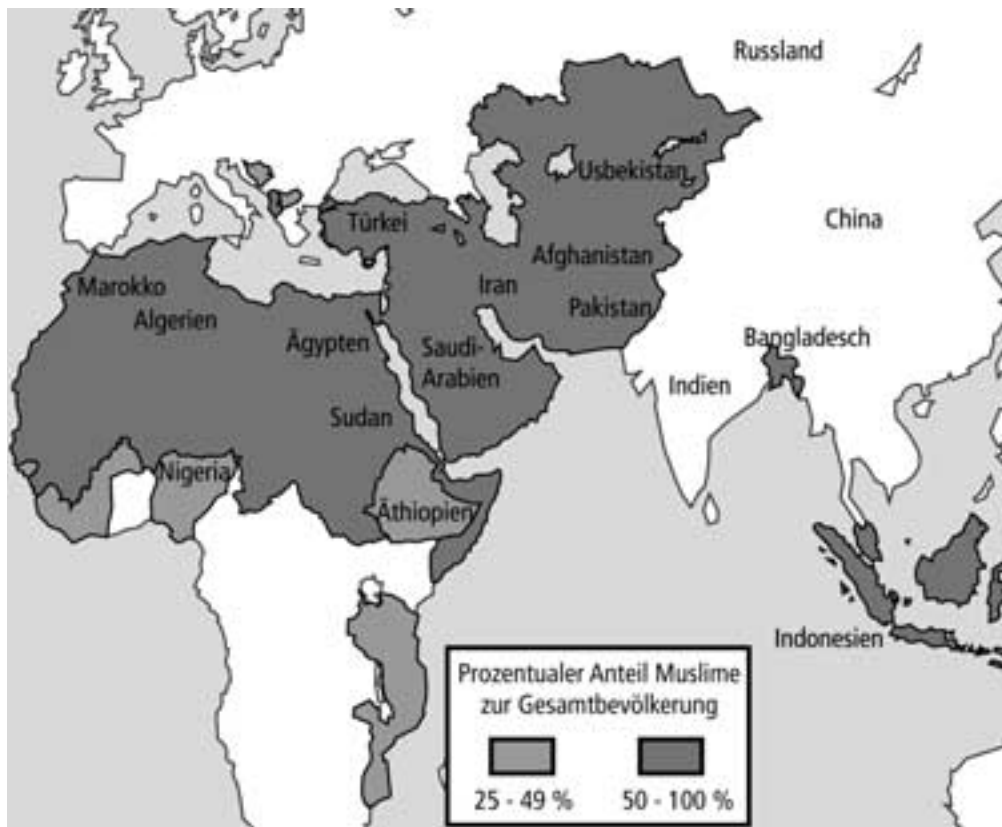 Russland
Usbekistan
China
Türkei
Afghanistan
Iran
Marokko
Pakistan
Algerien
Bangladesch
Ägypten
Saudi-
Arabien
Indien
Sudan
Nigeria
Äthiopien
Indonesien
Prozentualer Anteil Muslime
zur Gesamtbevölkerung
25 - 49 %
50 - 100 %